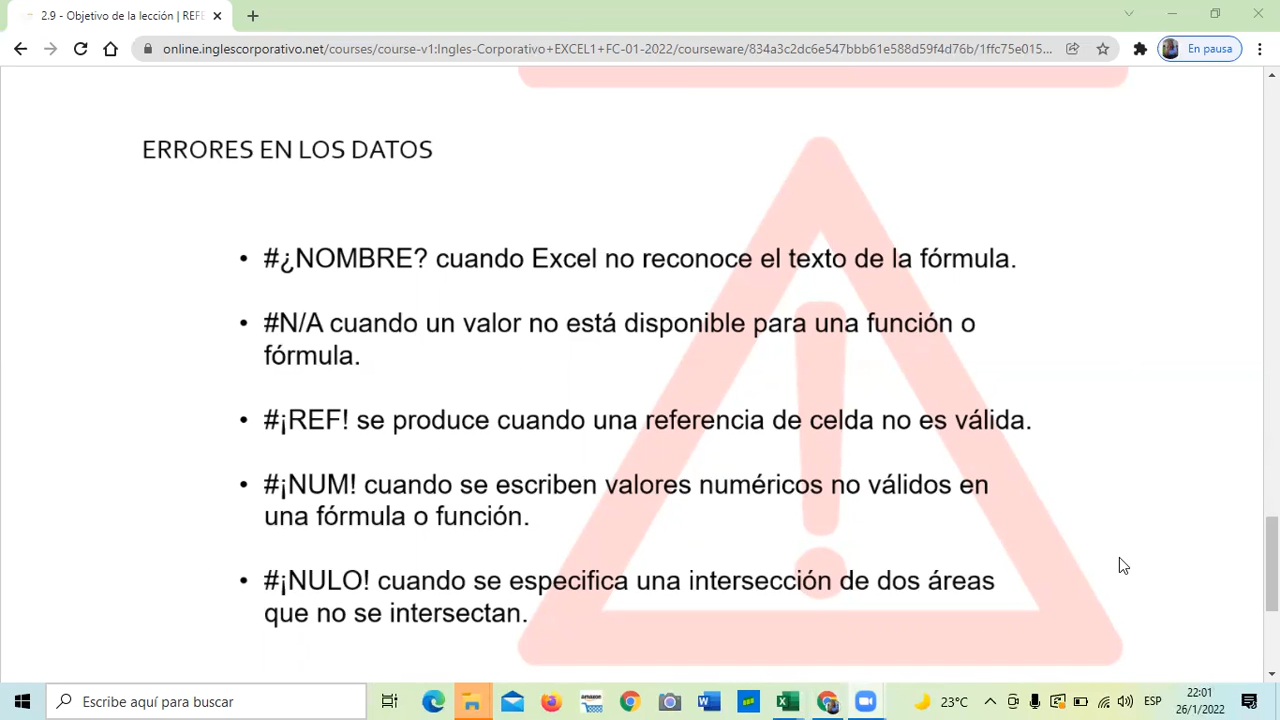 2.9 - Objetivo de la lección | REFE
online.inglescorporativo.net/courses/course-v1:Ingles-Corporativo+EXCEL1+FC-01-2022/courseware/334a3c2dc6e547bbb61e588d59f4d76b/1ffc75e015...
En pausa
ERRORES EN LOS DATOS
• #¿NOMBRE? cuando Excel no reconoce el texto de la fórmula.
• #N/A cuando un valor no está disponible para una función o
fórmula.
• #¡REF! se produce cuando una referencia de celda no es válida.
• #¡NUM! cuando se escriben valores numéricos no válidos en
una fórmula o función.
• #¡NULO! cuando se especifica una intersección de dos áreas
que no se intersectan.
Escribe aquí para buscar
amazon
23°C
ESP
22:01
26/1/2022